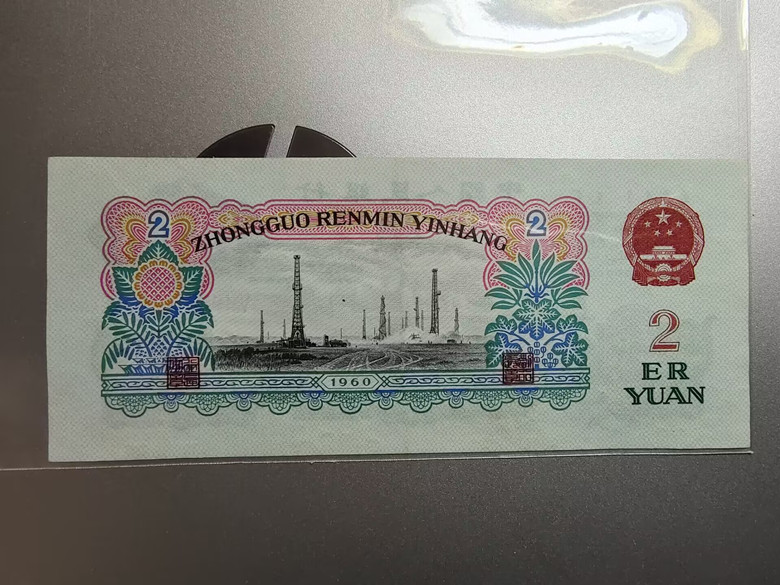 2
2
ZHONGGUO RENMIN YINHANG
2
ER
YUAN
1960